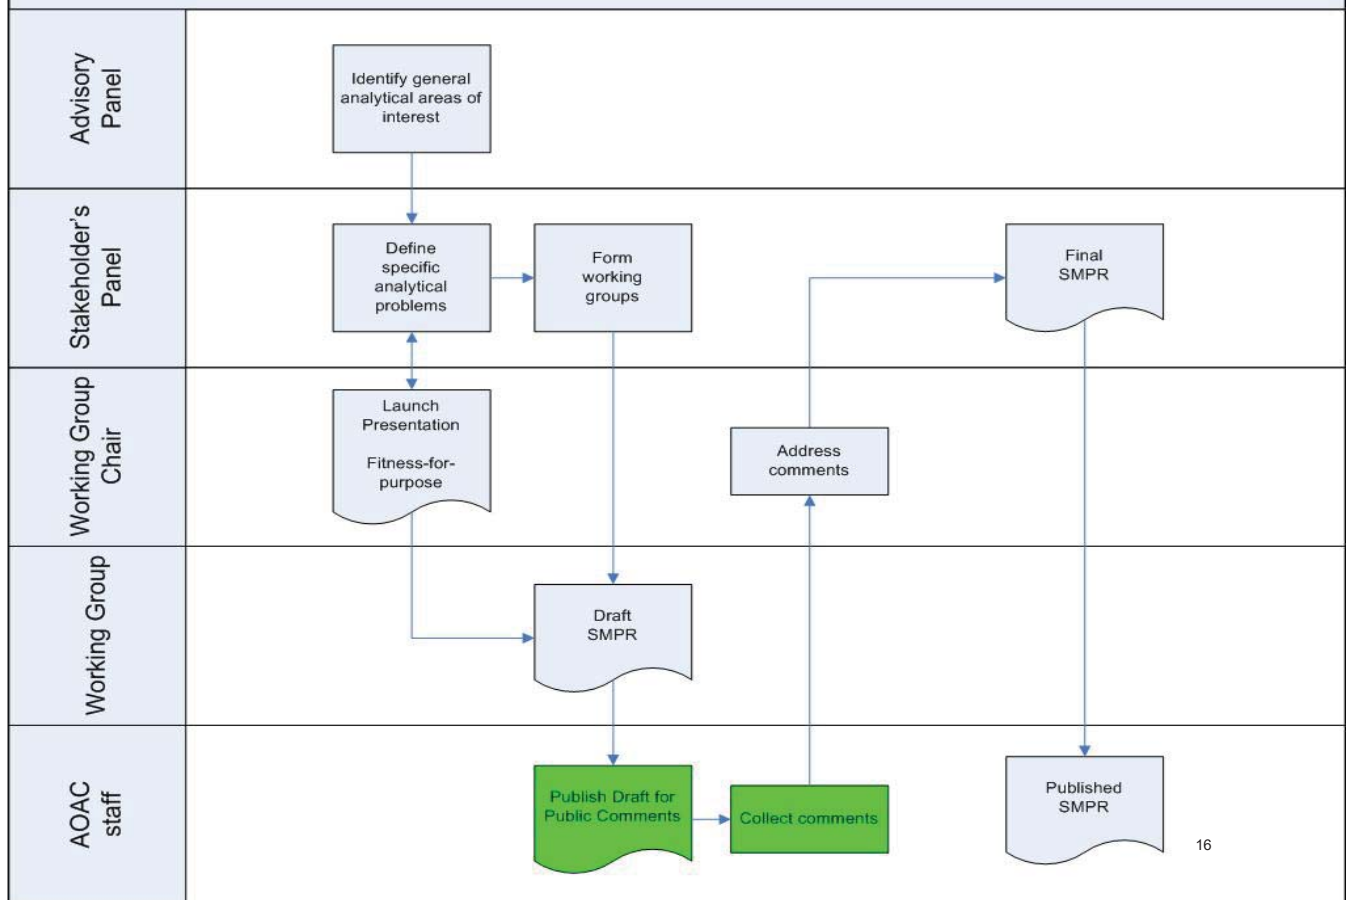 Advisory
Panel
Identify general
analytical areas of
interest
Stakeholder's
Panel
Define
specific
analytical
problems
Form
working
groups
Final
SMPR
Working Group
Chair
Launch
Presentation
Fitness-for-
purpose
Address
comments
Working Group
Draft
SMPR
AOAC
staff
Publish Draft for
Public Comments
Collect comments
Published
SMPR
16